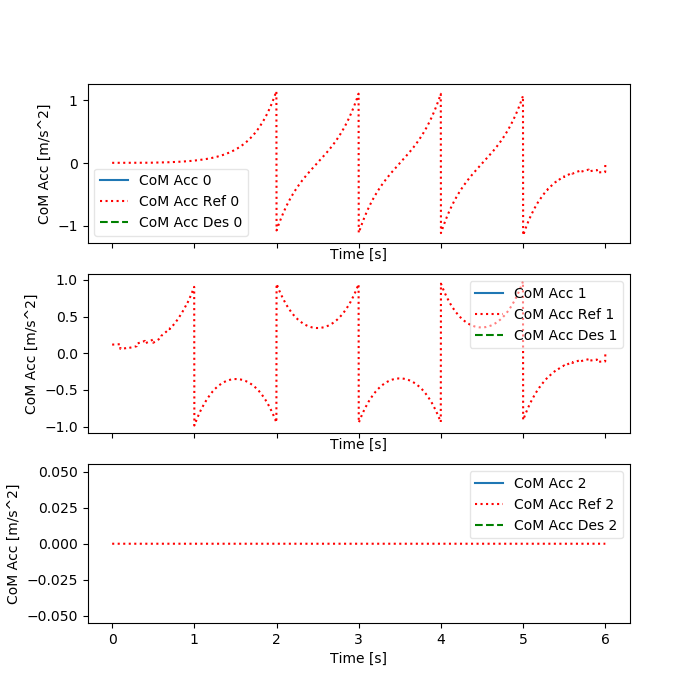 CoM Acc [m/s^2]
1
0
−1
CoM Acc 0
CoM Acc Ref 0
CoM Acc Des 0
Time [s]
CoM Acc [m/s^2]
1.0
0.5
0.0
−0.5
−1.0
CoM Acc 1
CoM Acc Ref 1
CoM Acc Des 1
Time [s]
CoM Acc [m/s^2]
0.050
0.025
0.000
−0.025
−0.050
CoM Acc 2
CoM Acc Ref 2
CoM Acc Des 2
0 1 2 3 4 5 6
Time [s]